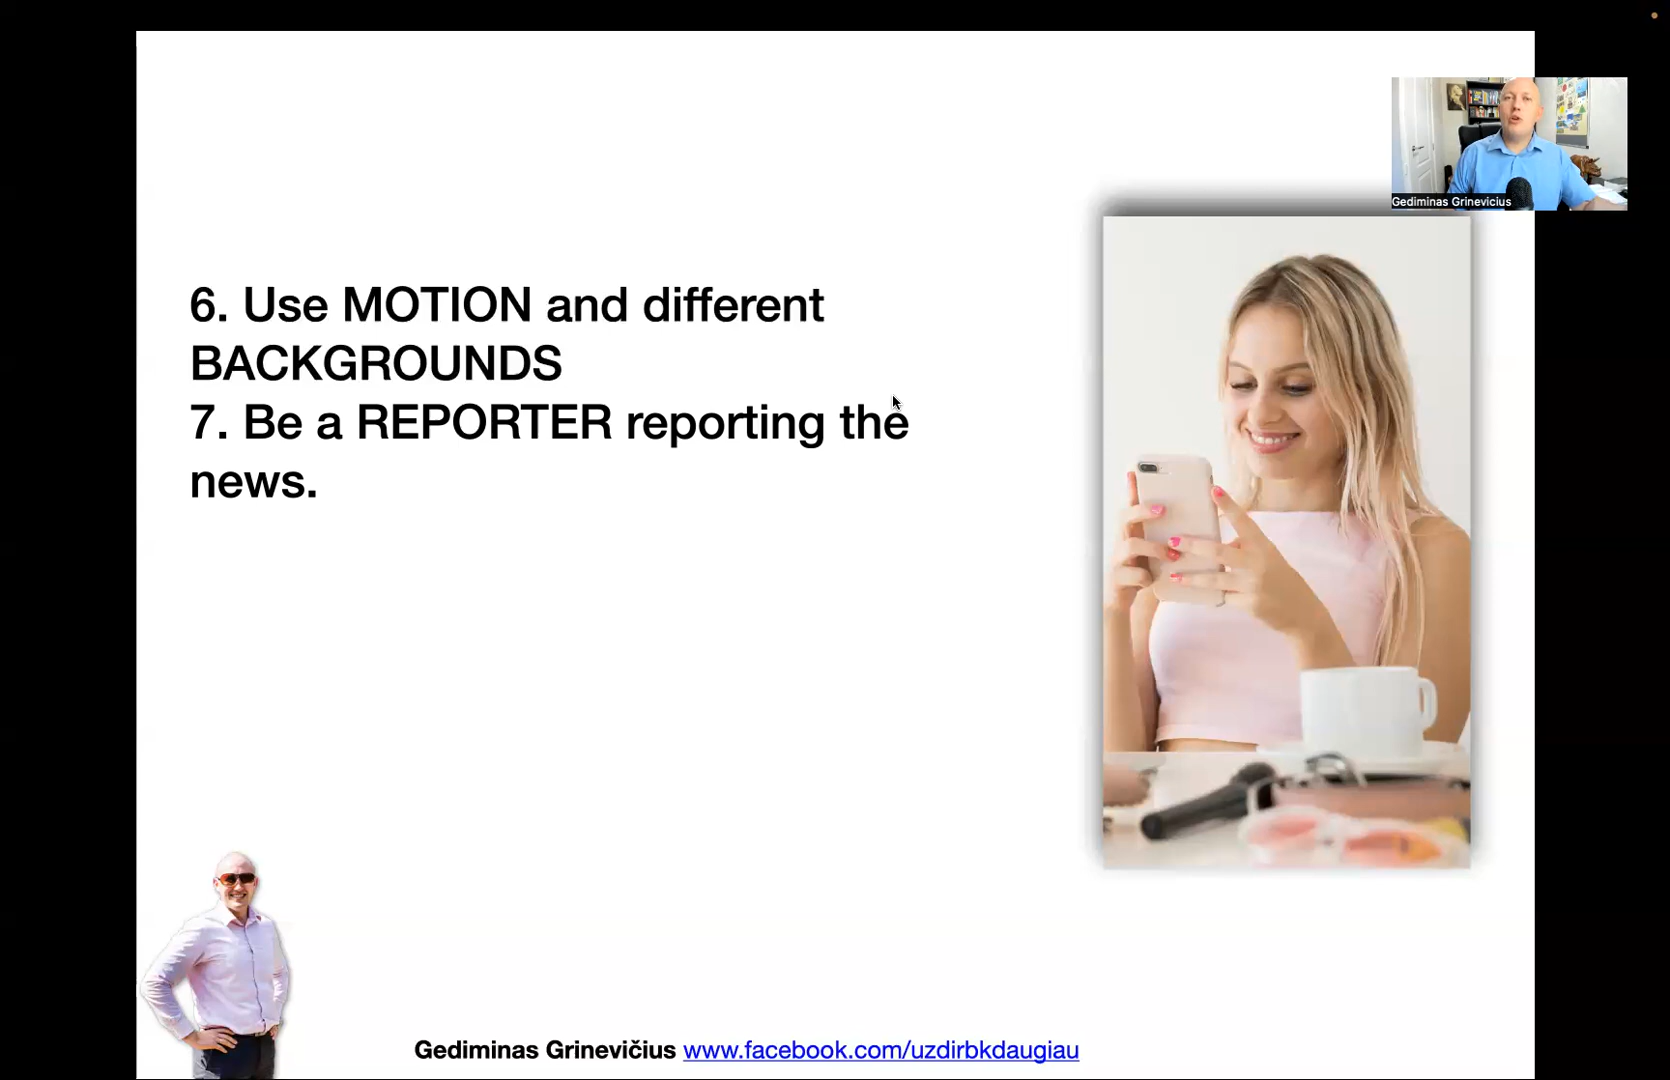 Gediminas Grinevicius
6. Use MOTION and different
BACKGROUNDS
7. Be a REPORTER reporting the
news.
Gediminas Grinevičius www.facebook.com/uzdirbkdaugiau